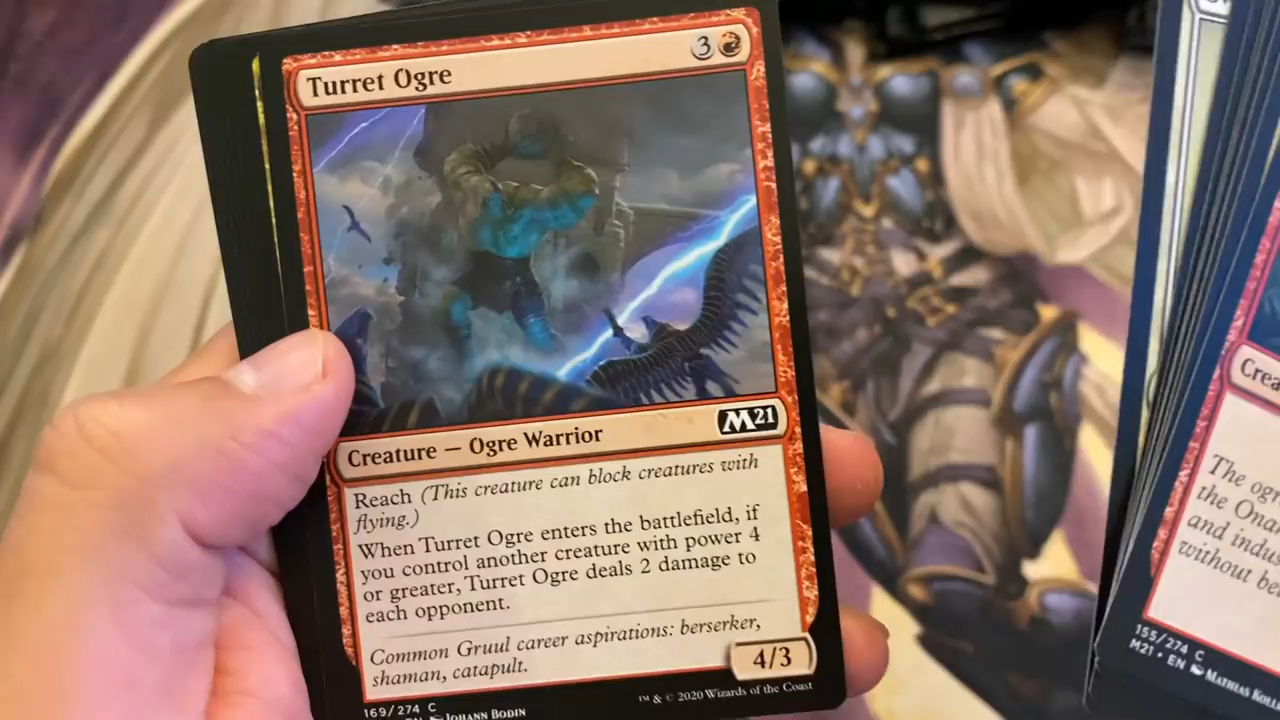 Turret Ogre
3
Creature — Ogre Warrior
M21
Reach (This creature can block creatures with
flying.)
When Turret Ogre enters the battlefield, if
you control another creature with power 4
or greater, Turret Ogre deals 2 damage to
each opponent.
Common Gruul career aspirations: berserker,
shaman, catapult.
4/3
™ & © 2020 Wizards of the Coast
169/274 C
EN Johann Bodin
The ogr
the Ona
and indu
without be
155/274 C
M21 • EN Mathias Koll